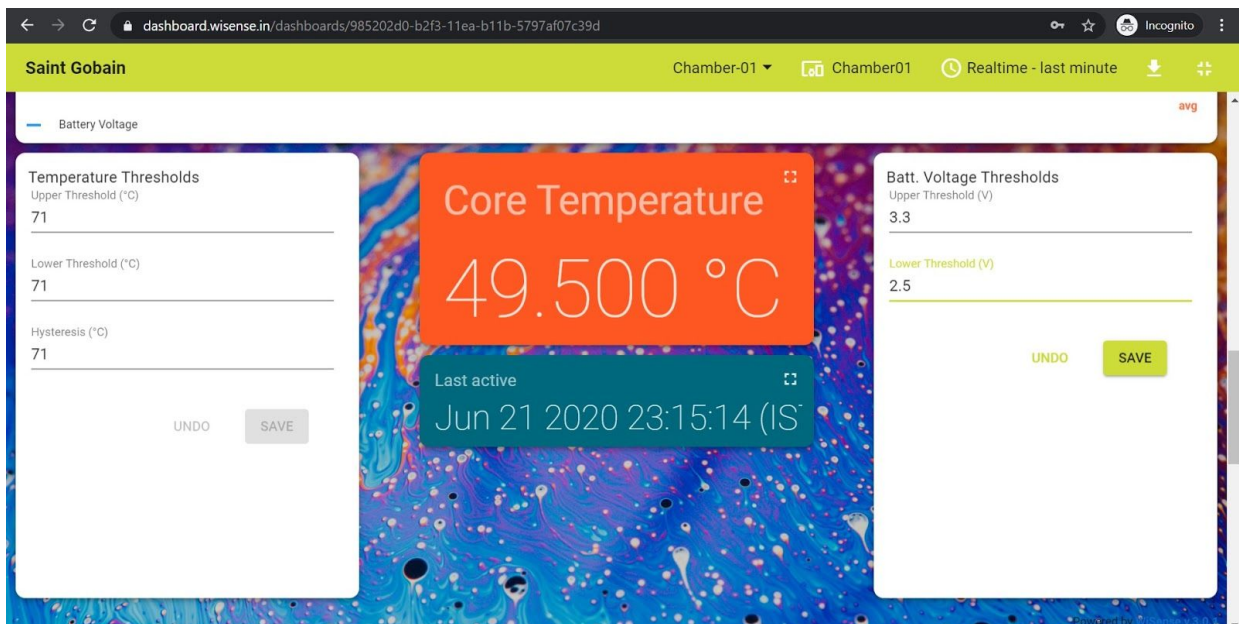 dashboard.wisense.in/dashboards/985202d0-b2f3-11ea-b11b-5797af07c39d
Incognito
Saint Gobain
Chamber-01
Chamber01
Realtime - last minute
avg
Battery Voltage
Temperature Thresholds
Upper Threshold (°C)
71
Lower Threshold (°C)
71
Hysteresis (°C)
71
UNDO
SAVE
Core Temperature
49.500 °C
Last active
Jun 21 2020 23:15:14 (IS
Batt. Voltage Thresholds
Upper Threshold (V)
3.3
Lower Threshold (V)
2.5
UNDO
SAVE
Powered by